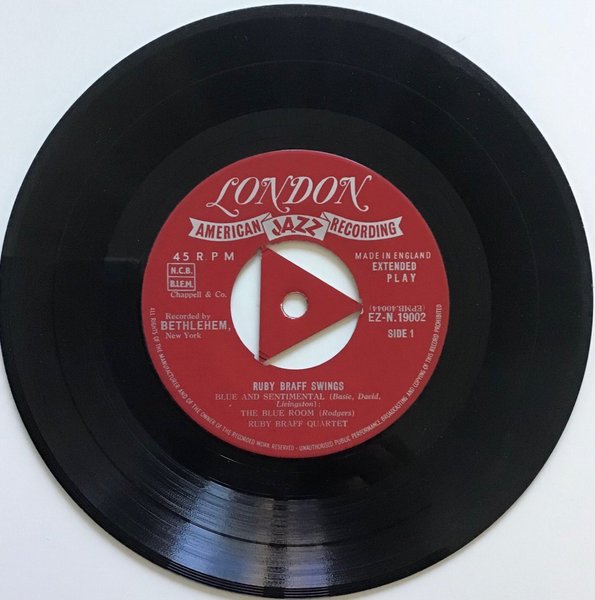 LONDON
AMERICAN JAZZ RECORDING
45 RPM
MADE IN ENGLAND
N.C.B.
B.I.E.M.
EXTENDED
PLAY
Chappell & Co.
(EPMB.40044)
Recorded by
BETHLEHEM,
New York
EZ-N.19002
SIDE 1
RUBY BRAFF SWINGS
BLUE AND SENTIMENTAL (Basie, David,
Livingston):
THE BLUE ROOM (Rodgers)
RUBY BRAFF QUARTET
ALL RIGHTS OF THE MANUFACTURER AND OF THE OWNER OF THE RECORDED WORK RESERVED - UNAUTHORISED PUBLIC PERFORMANCE, BROADCASTING AND COPYING OF THIS RECORD PROHIBITED